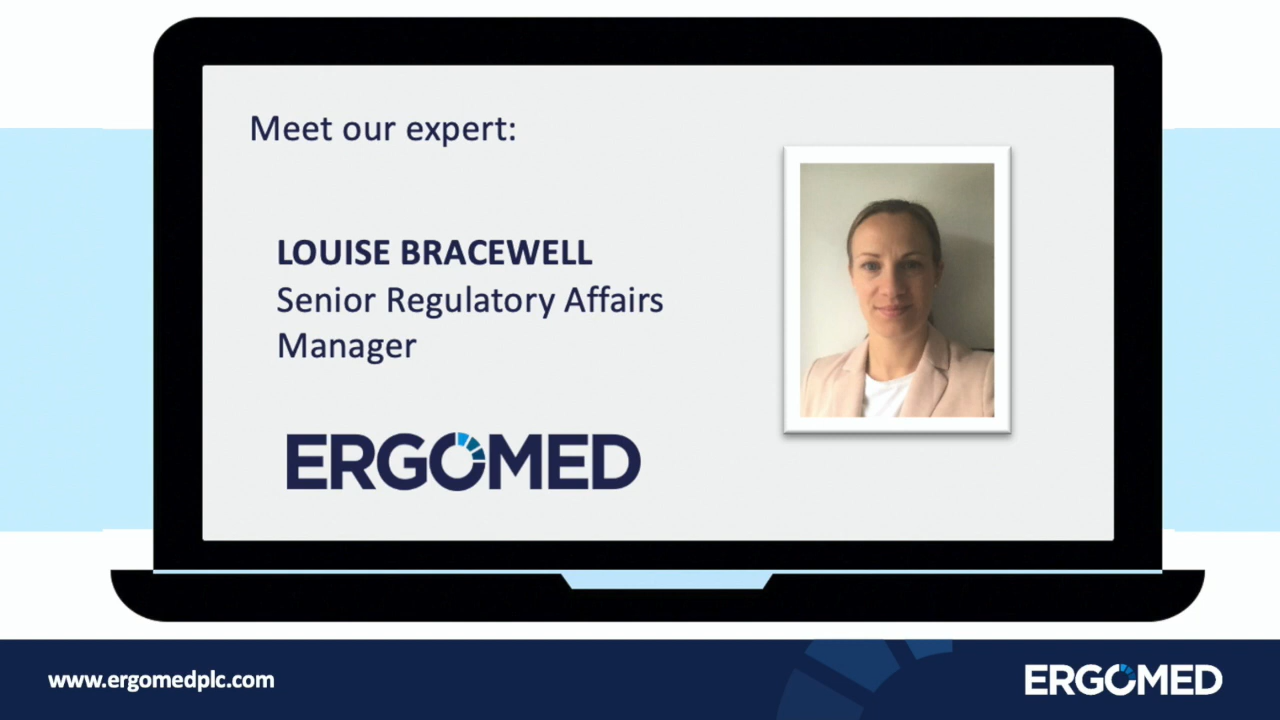 Meet our expert:
LOUISE BRACEWELL
Senior Regulatory Affairs
Manager
ERGOMED
www.ergomedplc.com
ERGOMED